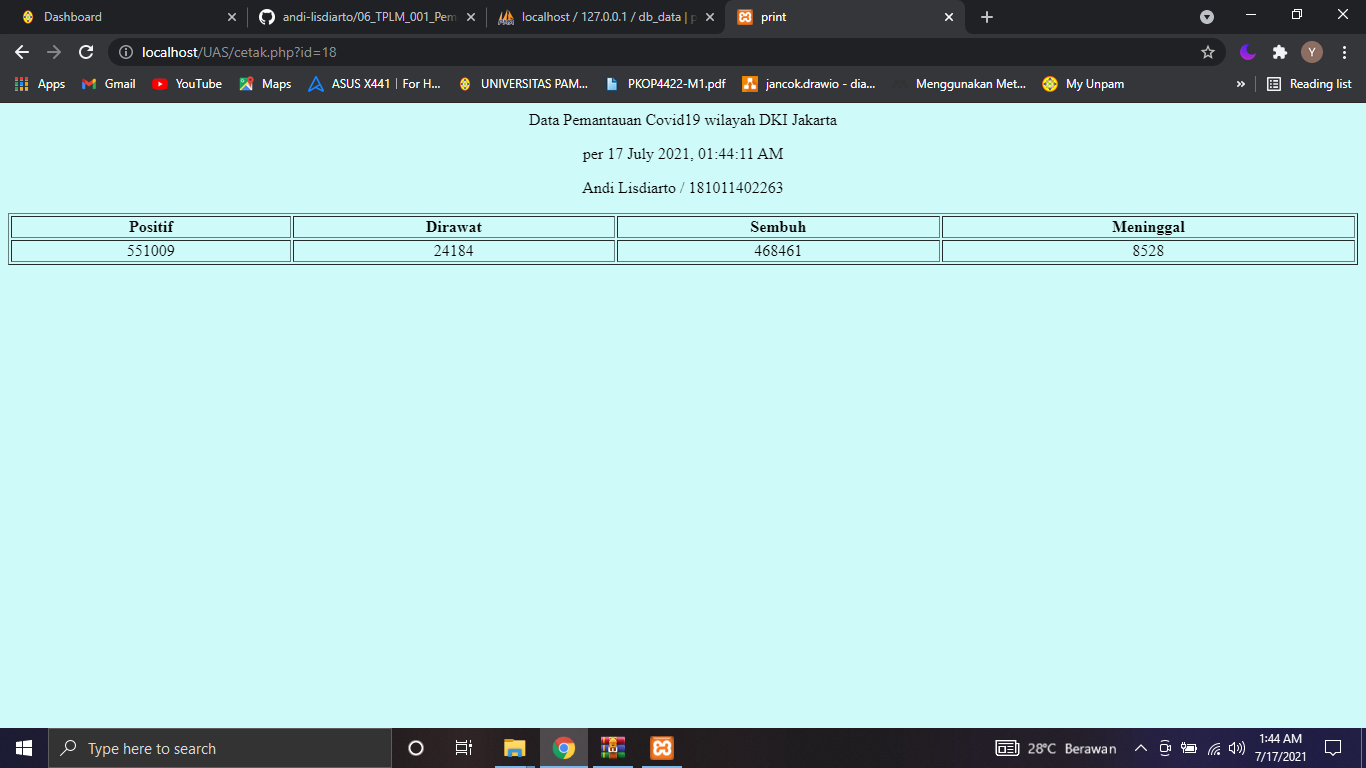 Dashboard
andi-lisdiarto/06_TPLM_001_Pem
localhost / 127.0.0.1 / db_data | p
print
localhost/UAS/cetak.php?id=18
Y
Apps
Gmail
YouTube
Maps
ASUS X441 | For H...
UNIVERSITAS PAM...
PKOP4422-M1.pdf
jancok.drawio - dia...
Menggunakan Met...
My Unpam
»
Reading list
Data Pemantauan Covid19 wilayah DKI Jakarta
per 17 July 2021, 01:44:11 AM
Andi Lisdiarto / 181011402263
Positif Dirawat Sembuh Meninggal
551009 24184 468461 8528
Type here to search
28°C Berawan
1:44 AM
7/17/2021